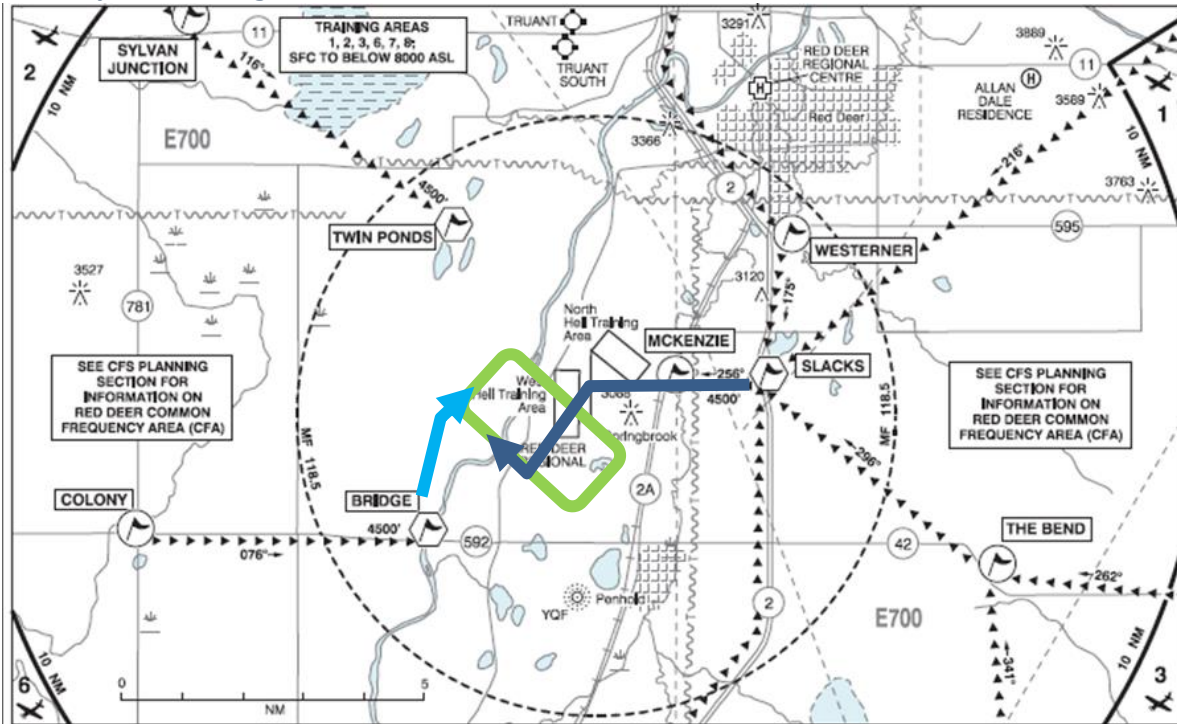 TRUANT
TRAINING AREAS
1, 2, 3, 6, 7, 8:
SFC TO BELOW 8000 ASL
11
3291
3889
SYLVAN
JUNCTION
116°
TRUANT
SOUTH
RED DEER
REGIONAL
CENTRE
H
H
11
2
10 NM
ALLAN
DALE
RESIDENCE
3569
1
10 NM
E700
Red Deer
3366
216°
3763
2
4500'
TWIN PONDS
WESTERNER
595
3527
781
3120
175°
North
Heli Training
Area
MCKENZIE
SLACKS
256°
4500'
SEE CFS PLANNING
SECTION FOR
INFORMATION ON
RED DEER COMMON
FREQUENCY AREA (CFA)
SEE CFS PLANNING
SECTION FOR
INFORMATION ON
RED DEER COMMON
FREQUENCY AREA (CFA)
MF 118.5
MF 118.5
Heli Training
Area
RED DEER
REGIONAL
296°
2A
COLONY
BRIDGE
4500'
076°
592
42
THE BEND
262°
YQF
Penhold
2
E700
341°
10 NM
6
0
5
NM
10 NM
3